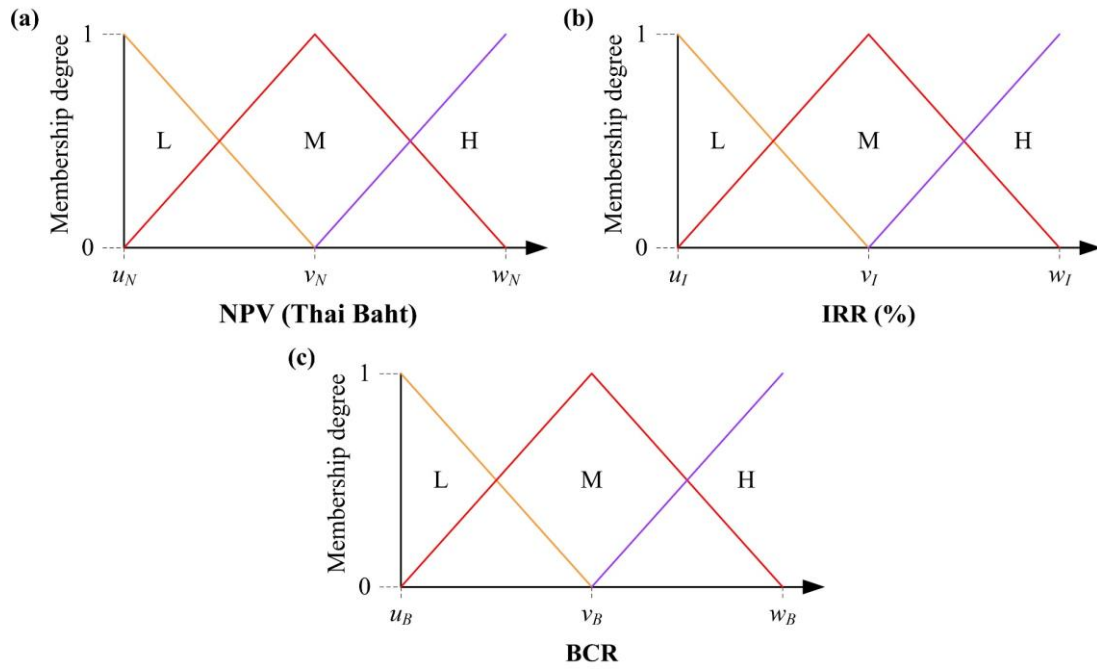 (a)
Membership degree
1
0
L
M
H
u_N
v_N
w_N
NPV (Thai Baht)
(b)
Membership degree
1
0
L
M
H
u_I
v_I
w_I
IRR (%)
(c)
Membership degree
1
0
L
M
H
u_B
v_B
w_B
BCR